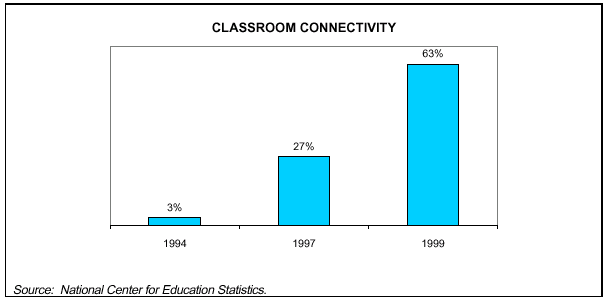 CLASSROOM CONNECTIVITY
63%
27%
3%
1994 1997 1999
Source: National Center for Education Statistics.